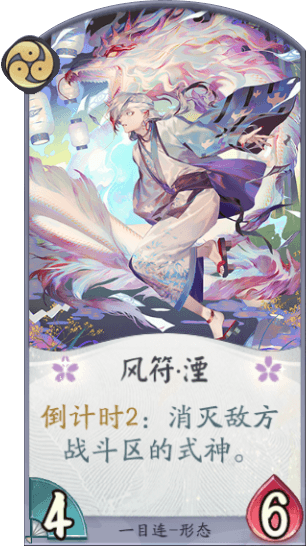 风符·湮
倒计时2：消灭敌方
战斗区的式神。
4
一目连-形态
6